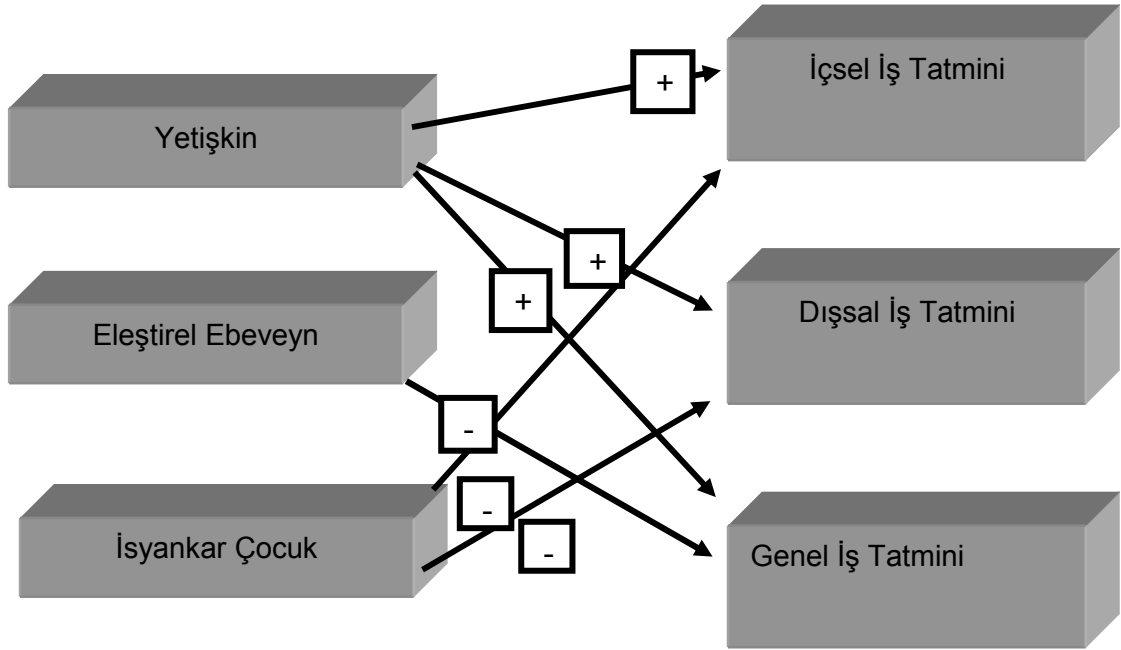 İçsel İş Tatmini
+
Yetişkin
+
+
Dışsal İş Tatmini
Eleştirel Ebeveyn
-
-
İsyankar Çocuk
-
Genel İş Tatmini